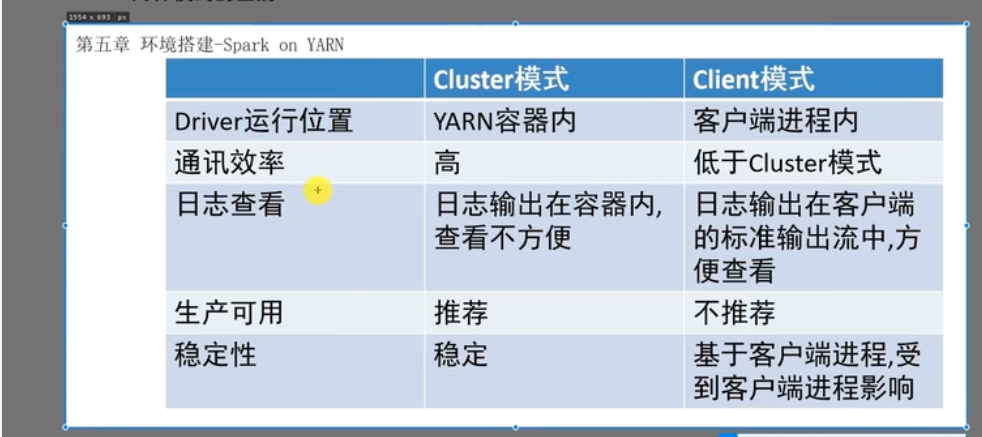 1554 x 693 px
第五章 环境搭建-Spark on YARN
Cluster模式 Client模式
Driver运行位置 YARN容器内 客户端进程内
通讯效率 高 低于Cluster模式
日志查看 日志输出在容器内, 日志输出在客户端
查看不方便 的标准输出流中,方
便查看
生产可用 推荐 不推荐
稳定性 稳定 基于客户端进程,受
到客户端进程影响